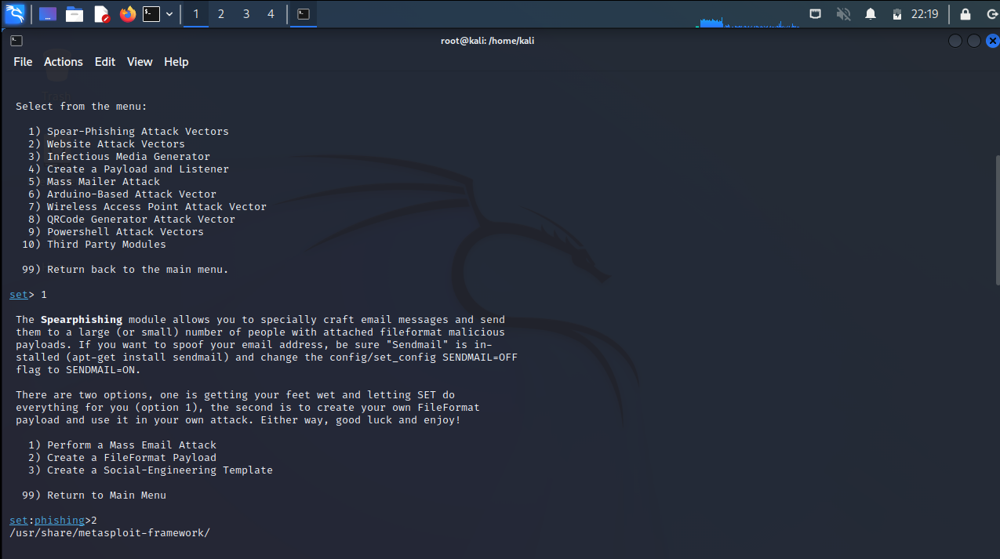 1 2 3 4 22:19
root@kali: /home/kali
File Actions Edit View Help
Trash
Select from the menu:
1) Spear-Phishing Attack Vectors
2) Website Attack Vectors
3) Infectious Media Generator
4) Create a Payload and Listener
5) Mass Mailer Attack
6) Arduino-Based Attack Vector
7) Wireless Access Point Attack Vector
8) QRCode Generator Attack Vector
9) Powershell Attack Vectors
10) Third Party Modules
99) Return back to the main menu.
set> 1
The Spearphishing module allows you to specially craft email messages and send
them to a large (or small) number of people with attached fileformat malicious
payloads. If you want to spoof your email address, be sure "Sendmail" is in-
stalled (apt-get install sendmail) and change the config/set_config SENDMAIL=OFF
flag to SENDMAIL=ON.
There are two options, one is getting your feet wet and letting SET do
everything for you (option 1), the second is to create your own FileFormat
payload and use it in your own attack. Either way, good luck and enjoy!
1) Perform a Mass Email Attack
2) Create a FileFormat Payload
3) Create a Social-Engineering Template
99) Return to Main Menu
set:phishing>2
/usr/share/metasploit-framework/